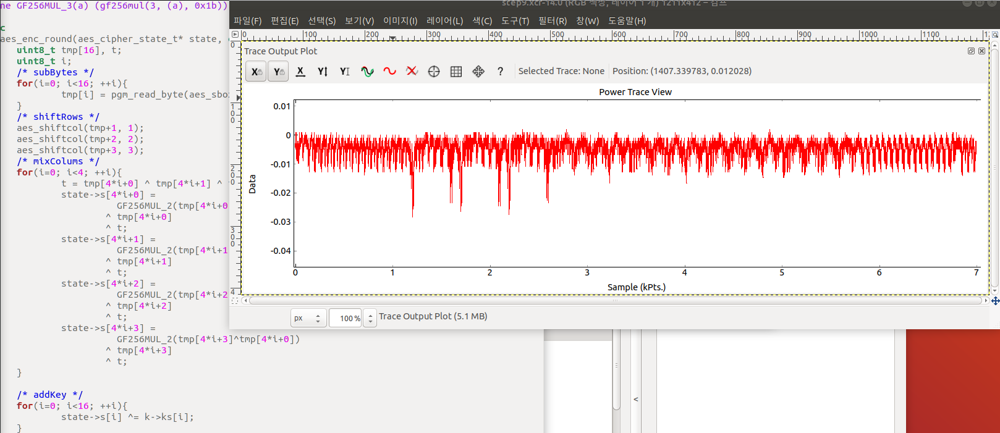 ne GF256MUL_3(a) (gf256mul(3, (a), 0x1b))
c
aes_enc_round(aes_cipher_state_t* state,
uint8_t tmp[16], t;
uint8_t i;
/* subBytes */
for(i=0; i<16; ++i){
tmp[i] = pgm_read_byte(aes_sbo
}
/* shiftRows */
aes_shiftcol(tmp+1, 1);
aes_shiftcol(tmp+2, 2);
aes_shiftcol(tmp+3, 3);
/* mixColums */
for(i=0; i<4; ++i){
t = tmp[4*i+0] ^ tmp[4*i+1] ^
state->s[4*i+0] =
GF256MUL_2(tmp[4*i+0
^ tmp[4*i+0]
^ t;
state->s[4*i+1] =
GF256MUL_2(tmp[4*i+1
^ tmp[4*i+1]
^ t;
state->s[4*i+2] =
GF256MUL_2(tmp[4*i+2
^ tmp[4*i+2]
^ t;
state->s[4*i+3] =
GF256MUL_2(tmp[4*i+3]^tmp[4*i+0])
^ tmp[4*i+3]
^ t;
}
/* addKey */
for(i=0; i<16; ++i){
state->s[i] ^= k->ks[i];
}
step9.xcf-14.0 (RGB 색상, 레이어 1 개) 1211x412 – 김프
파일(F) 편집(E) 선택(S) 보기(V) 이미지(I) 레이어(L) 색(C) 도구(T) 필터(R) 창(W) 도움말(H)
0 100 200 300 400 500 600 700 800 900 1000 1100
0
100
200
300
4
Trace Output Plot
X Y X Y Y ? Selected Trace: None Position: (1407.339783, 0.012028)
Power Trace View
0.01
0
-0.01
-0.02
-0.03
-0.04
Data
0 1 2 3 4 5 6 7
Sample (kPts.)
px 100 % Trace Output Plot (5.1 MB)
<